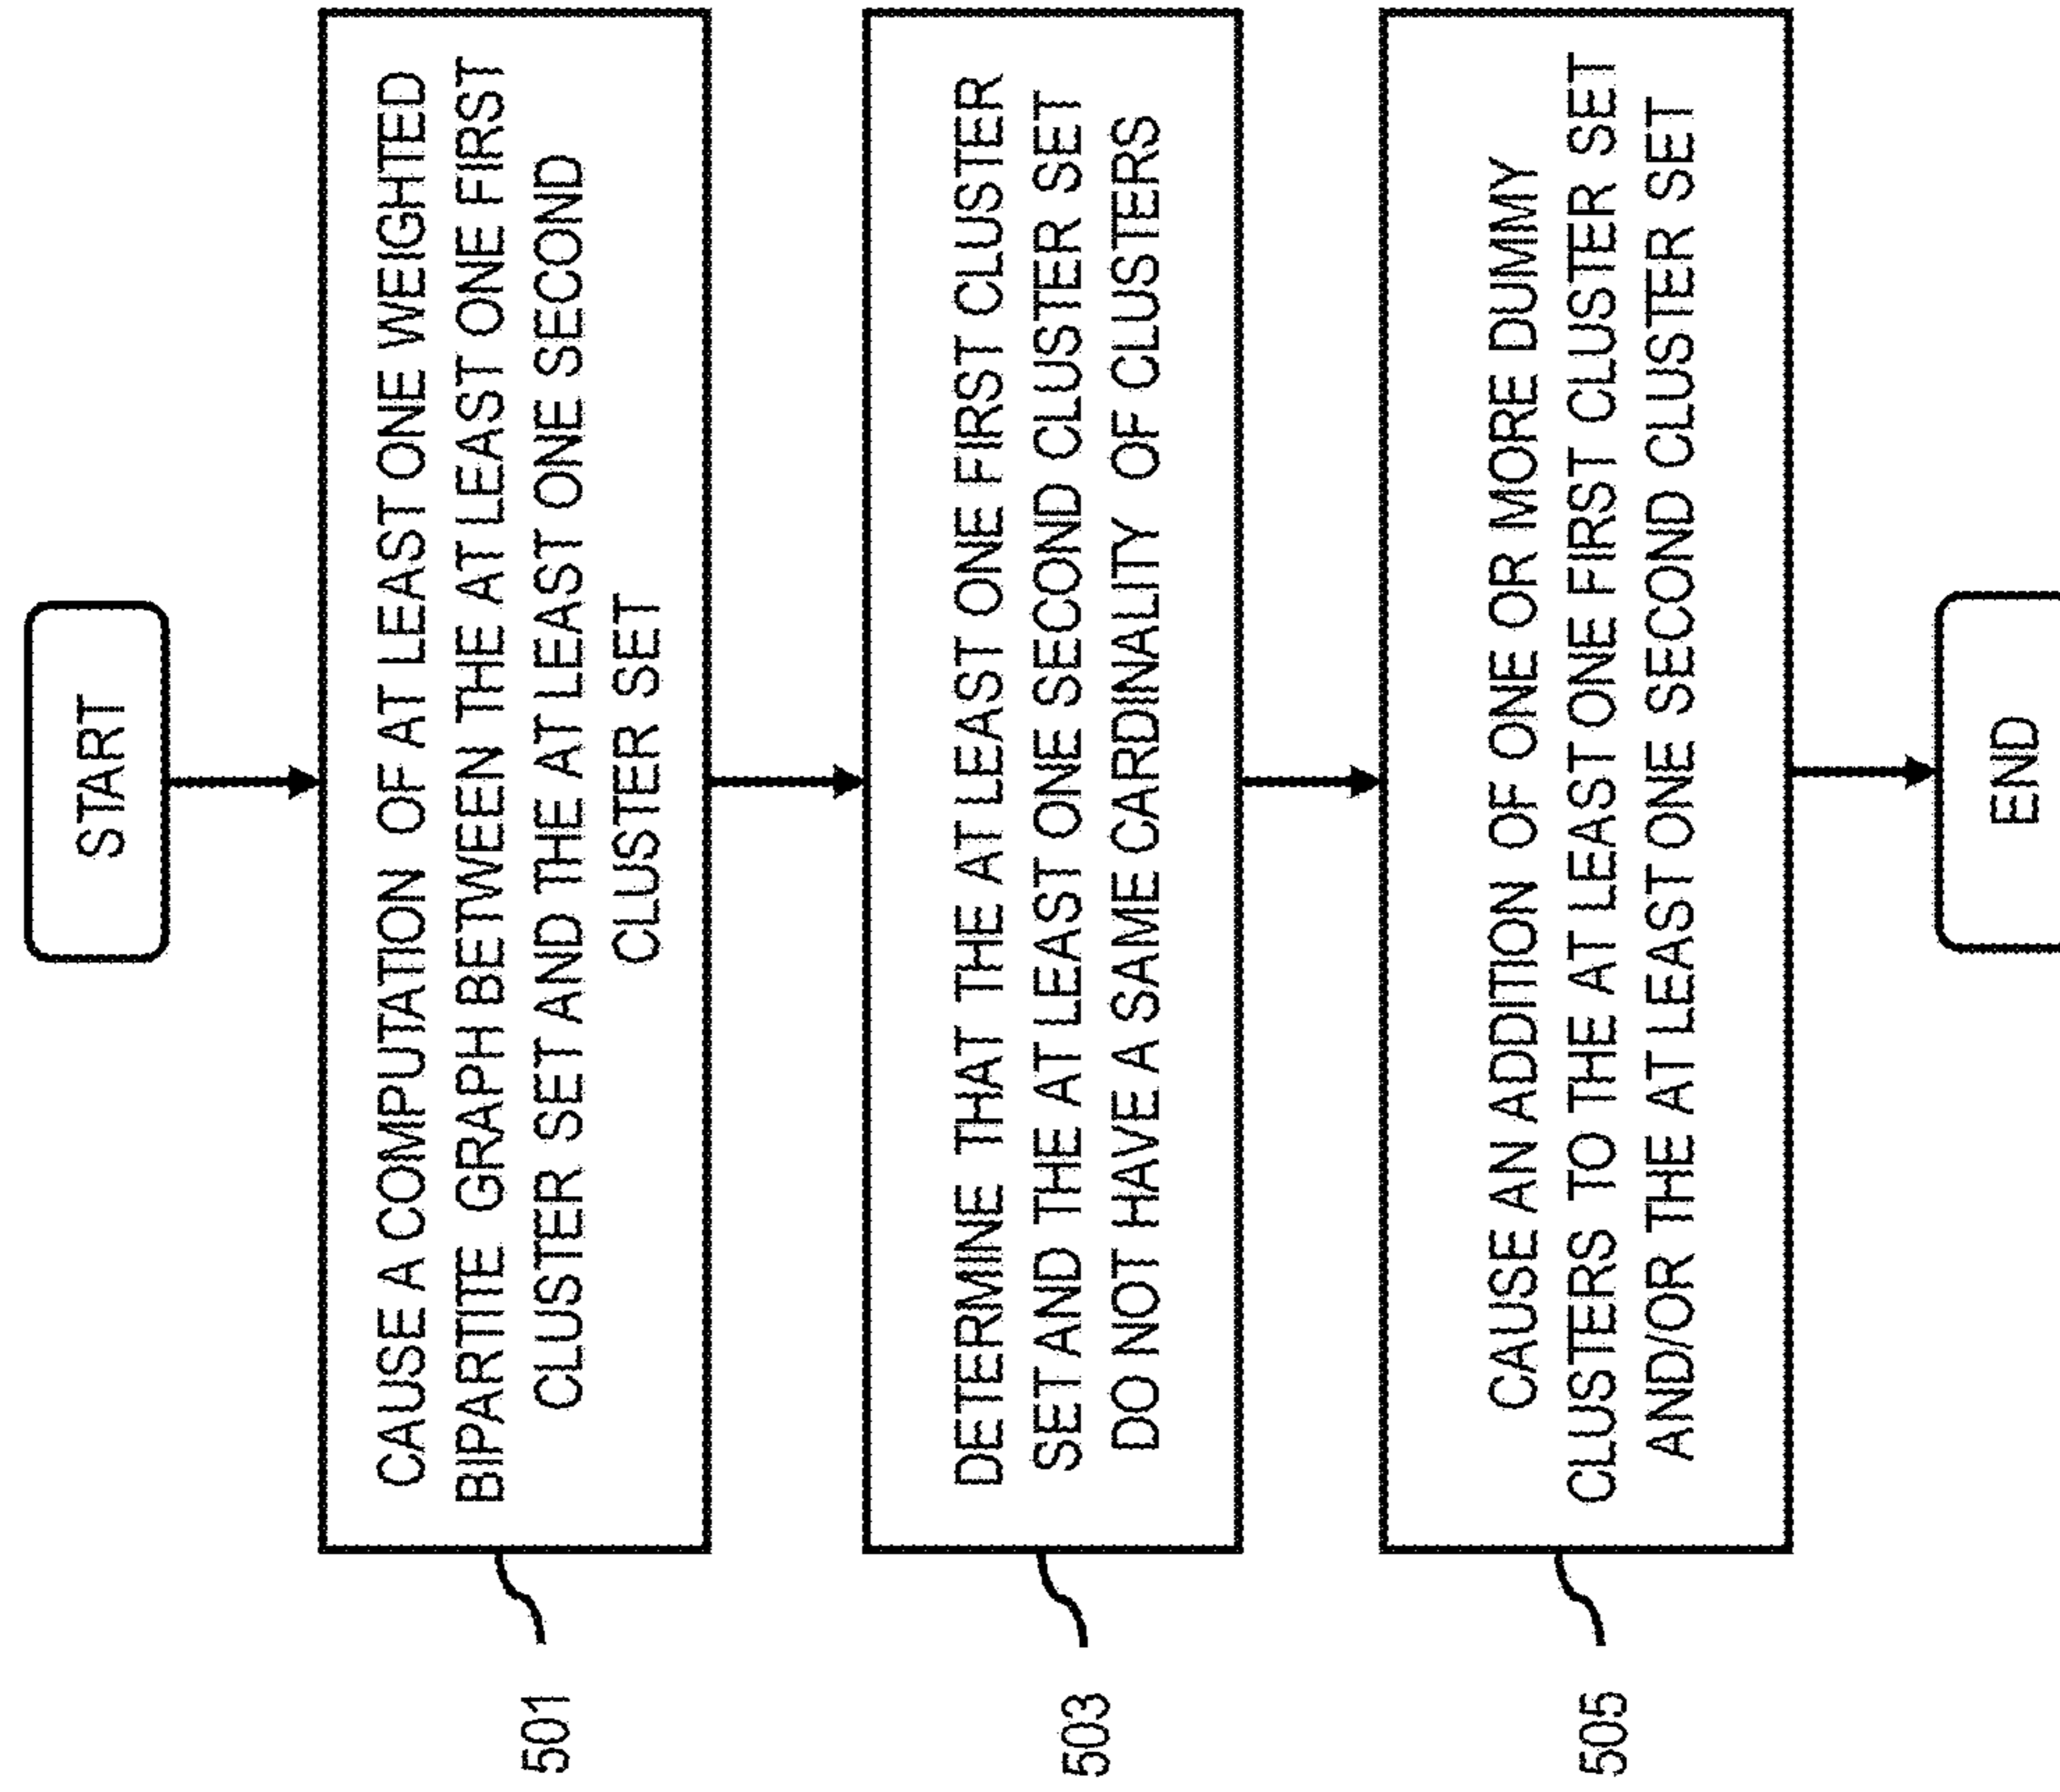 START
CAUSE A COMPUTATION OF AT LEAST ONE WEIGHTED
BIPARTITE GRAPH BETWEEN THE AT LEAST ONE FIRST
CLUSTER SET AND THE AT LEAST ONE SECOND
CLUSTER SET
501
DETERMINE THAT THE AT LEAST ONE FIRST CLUSTER
SET AND THE AT LEAST ONE SECOND CLUSTER SET
DO NOT HAVE A SAME CARDINALITY OF CLUSTERS
503
CAUSE AN ADDITION OF ONE OR MORE DUMMY
CLUSTERS TO THE AT LEAST ONE FIRST CLUSTER SET
AND/OR THE AT LEAST ONE SECOND CLUSTER SET
505
END